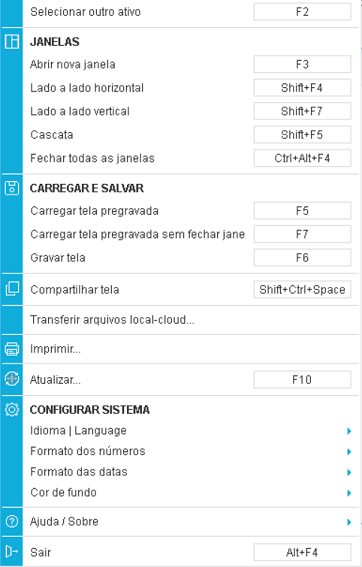 Selecionar outro ativo F2
JANELAS
Abrir nova janela F3
Lado a lado horizontal Shift+F4
Lado a lado vertical Shift+F7
Cascata Shift+F5
Fechar todas as janelas Ctrl+Alt+F4
CARREGAR E SALVAR
Carregar tela pregravada F5
Carregar tela pregravada sem fechar jane F7
Gravar tela F6
Compartilhar tela Shift+Ctrl+Space
Transferir arquivos local-cloud...
Imprimir...
Atualizar... F10
CONFIGURAR SISTEMA
Idioma | Language
Formato dos números
Formato das datas
Cor de fundo
Ajuda / Sobre
Sair Alt+F4